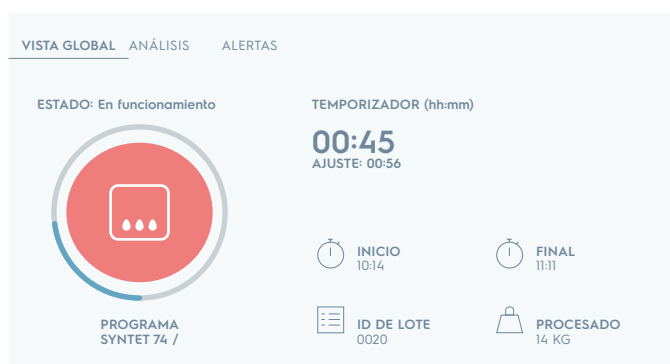 VISTA GLOBAL ANÁLISIS ALERTAS
ESTADO: En funcionamiento
PROGRAMA
SYNTET 74 /
TEMPORIZADOR (hh:mm)
00:45
AJUSTE: 00:56
INICIO
10:14
FINAL
11:11
ID DE LOTE
0020
PROCESADO
14 KG